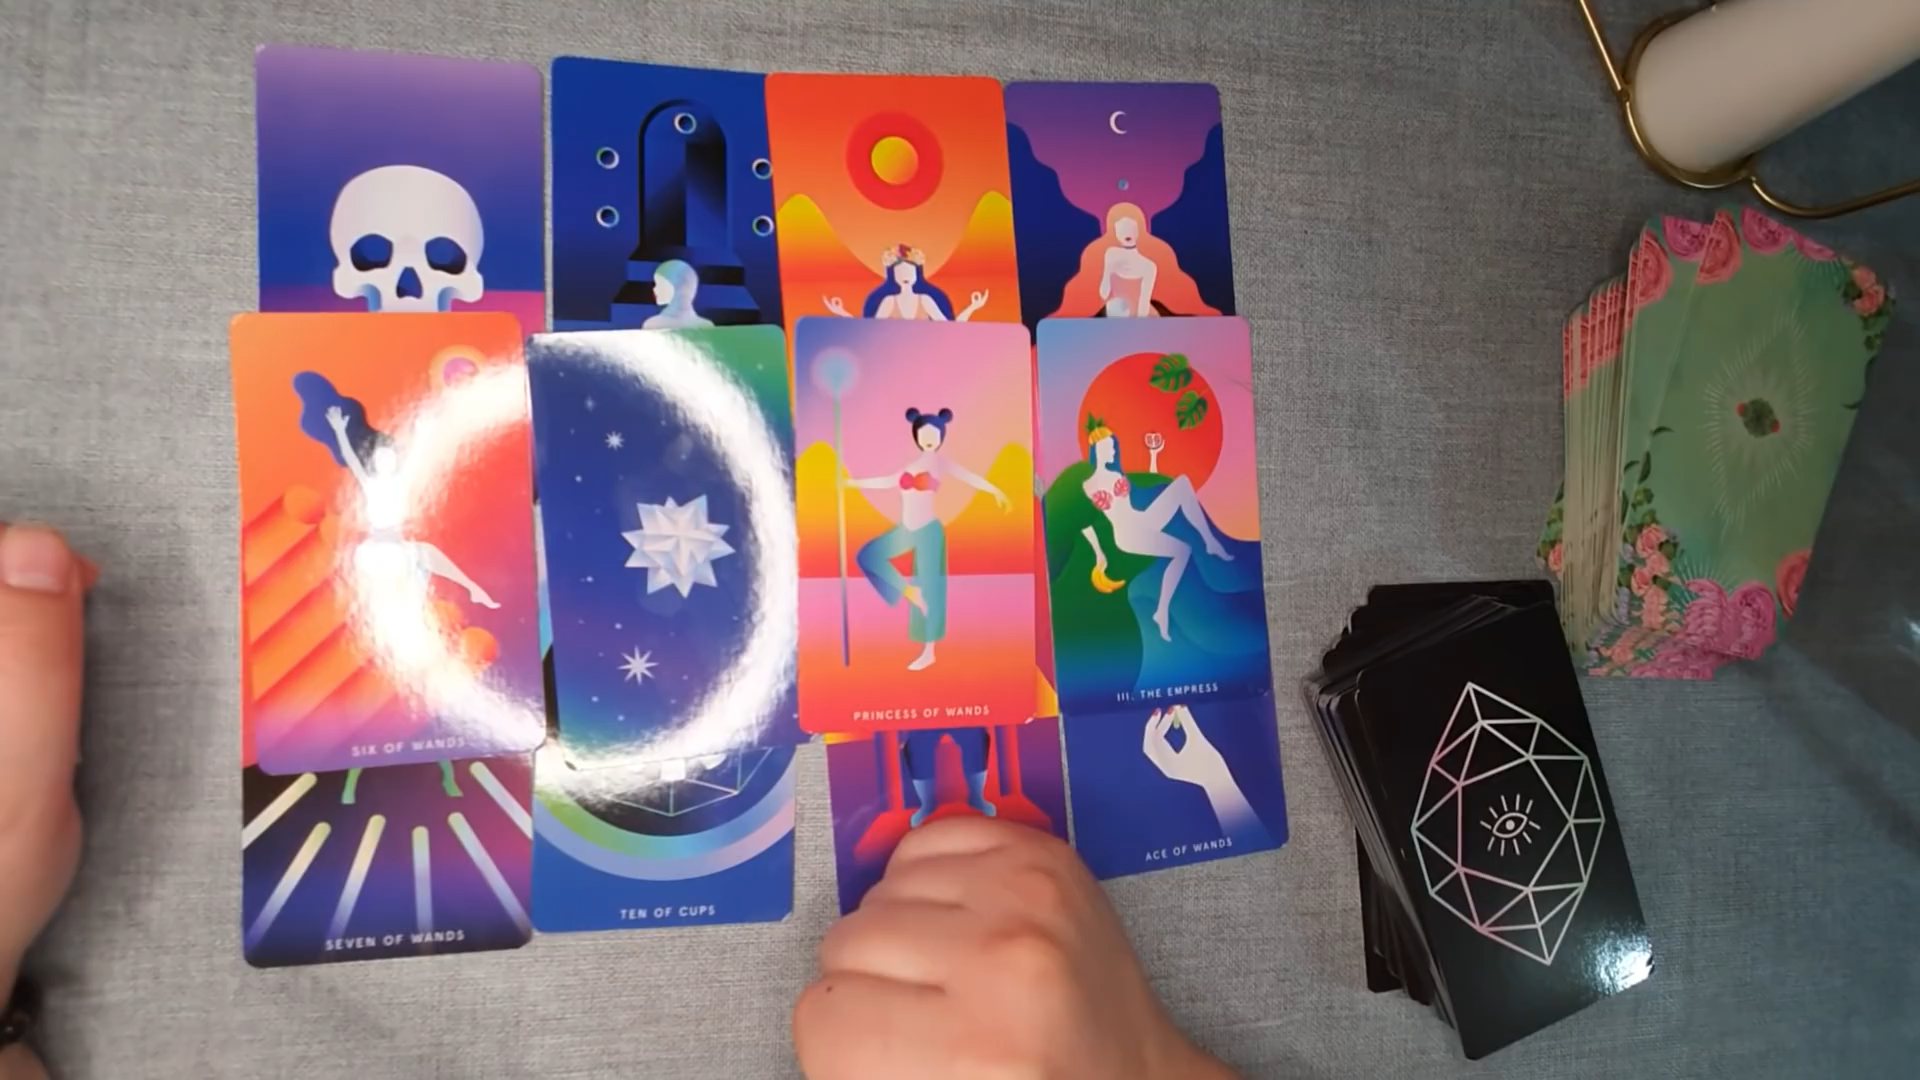 SIX OF WANDS
PRINCESS OF WANDS
III. THE EMPRESS
SEVEN OF WANDS
TEN OF CUPS
ACE OF WANDS